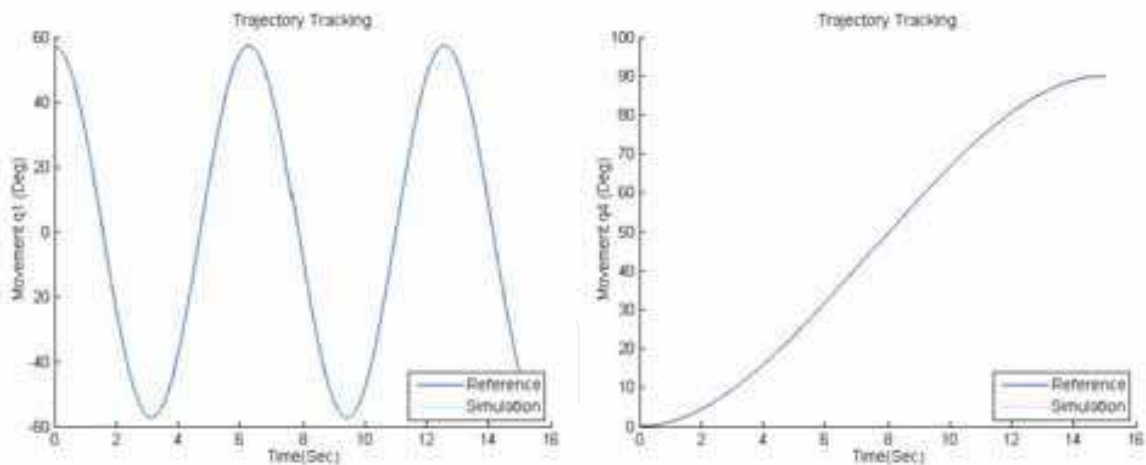 Trajectory Tracking
Movement q1 (Deg)
60
40
20
0
20
-40
-60
0 2 4 6 8 10 12 14 16
Time(Sec)
Reference
Simulation
Trajectory Tracking
Movement q4 (Deg)
100
90
80
70
60
50
40
30
20
10
0
0 2 4 6 8 10 12 14 16
Time(Sec)
Reference
Simulation